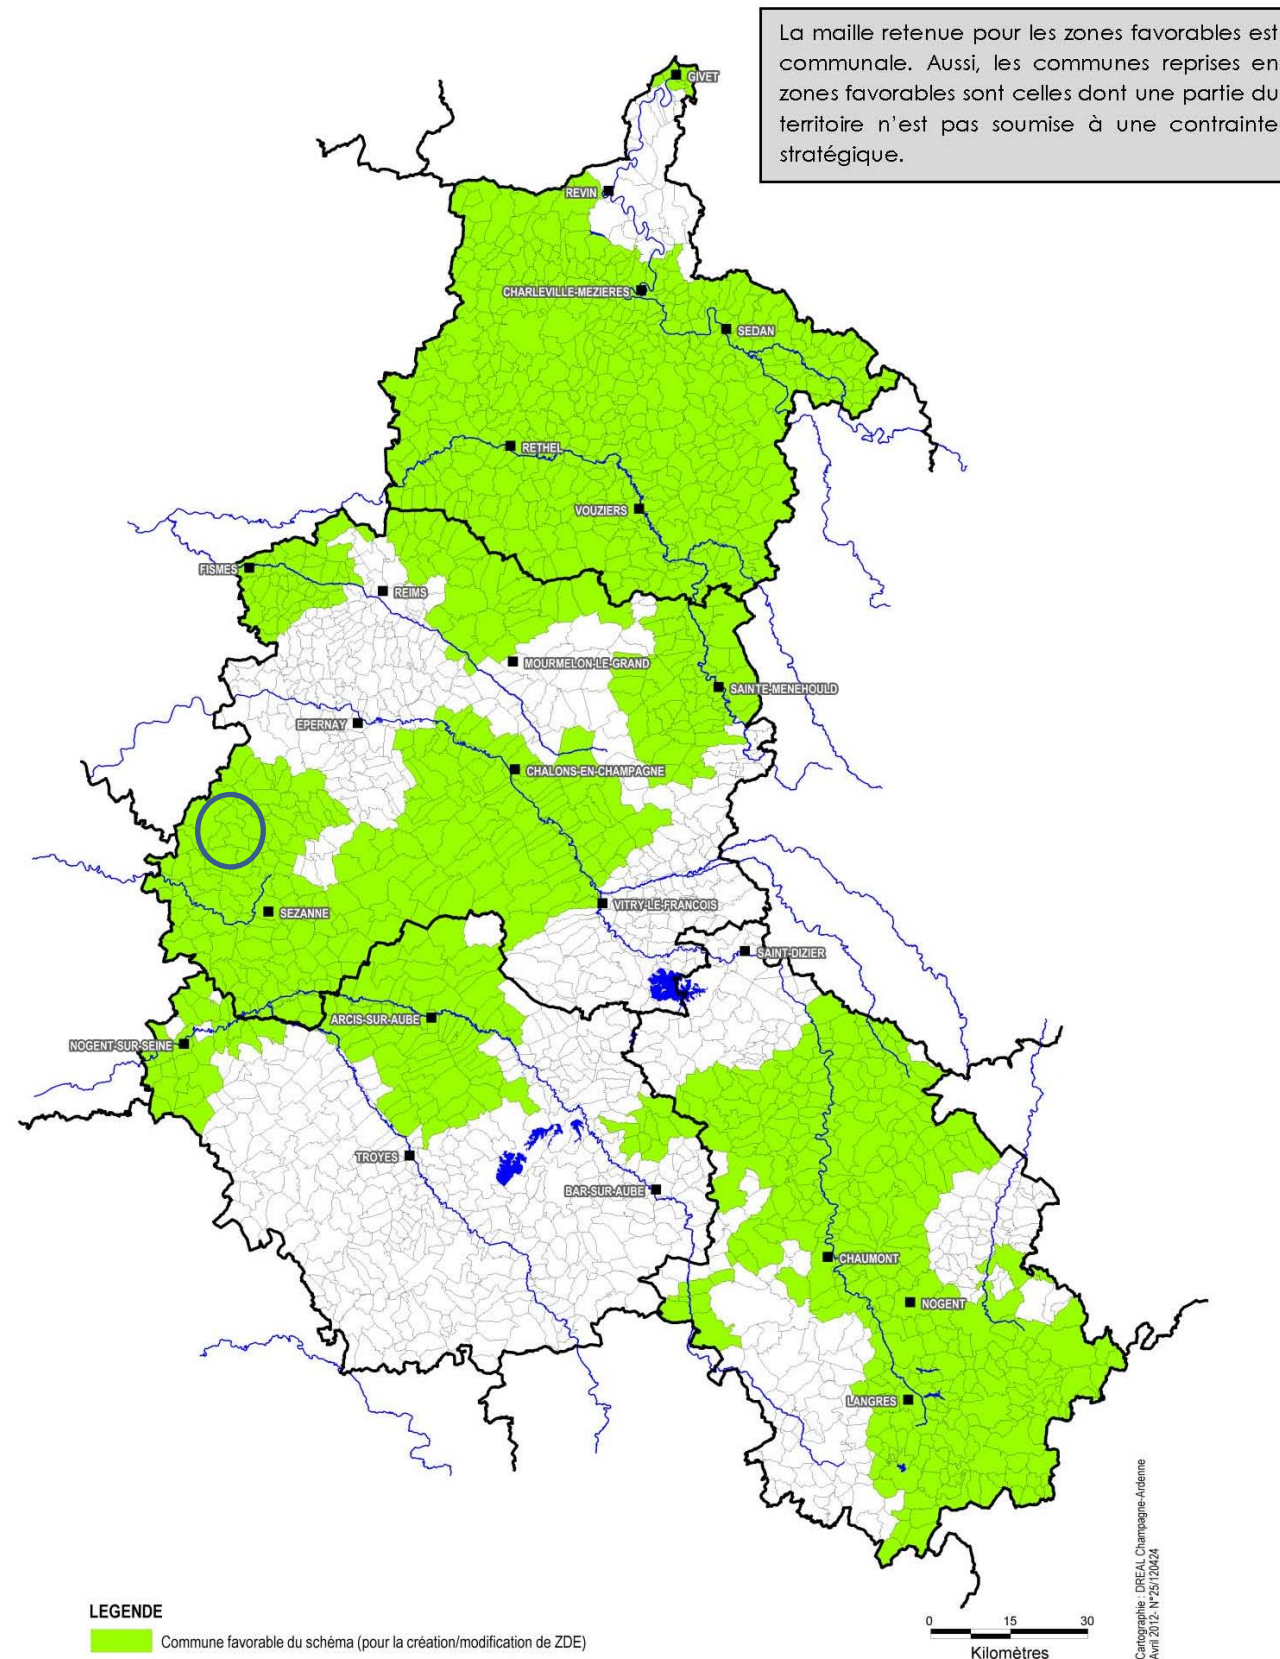 La maille retenue pour les zones favorables est
communale. Aussi, les communes reprises en
zones favorables sont celles dont une partie du
territoire n'est pas soumise à une contrainte
stratégique.
GIVET
REVIN
CHARLEVILLE-MEZIERES
SEDAN
RETHEL
VOUZIERS
FISMES
REIMS
MOURMELON-LE-GRAND
SAINTE-MENEHOULD
EPERNAY
CHALONS-EN-CHAMPAGNE
VITRY-LE-FRANCOIS
SEZANNE
SAINT-DIZIER
ARCIS-SUR-AUBE
NOGENT-SUR-SEINE
TROYES
BAR-SUR-AUBE
CHAUMONT
NOGENT
LANGRES
LEGENDE
Commune favorable du schéma (pour la création/modification de ZDE)
0 15 30
Kilomètres
Cartographie : DREAL Champagne-Ardenne
Avril 2012- N°25/120424